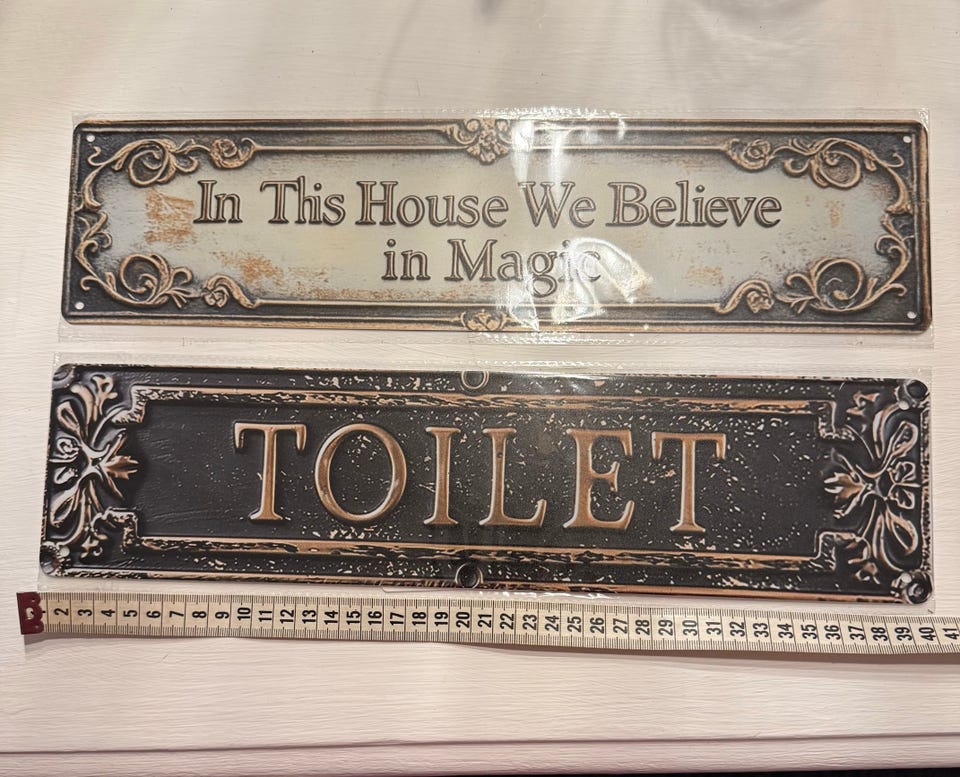 In This House We Believe
in Magic
TOILET
2 3 4 5 6 7 8 9 10 11 12 13 14 15 16 17 18 19 20 21 22 23 24 25 26 27 28 29 30 31 32 33 34 35 36 37 38 39 40 41